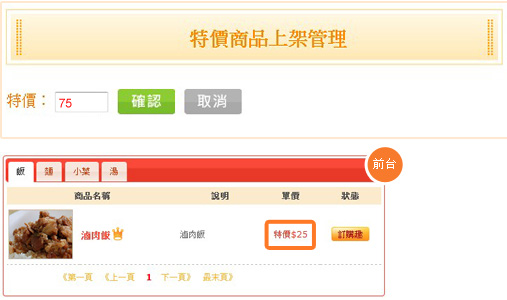 特價商品上架管理
特價： 75 確認 取消
前台
飯 麵 小菜 湯
商品名稱 說明 單價 狀態
滷肉飯 滷肉飯 特價$25 訂購趣
《第一頁 《上一頁 1 下一頁》 最末頁》